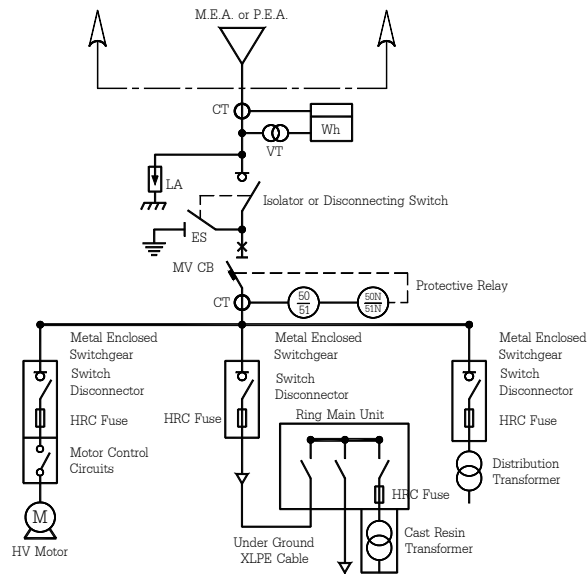 M.E.A. or P.E.A.
CT
Wh
VT
LA
Isolator or Disconnecting Switch
ES
MV CB
Protective Relay
CT
50
51
50N
51N
Metal Enclosed
Switchgear
Metal Enclosed
Switchgear
Metal Enclosed
Switchgear
Switch
Disconnector
Switch
Disconnector
Switch
Disconnector
HRC Fuse
HRC Fuse
Ring Main Unit
HRC Fuse
Motor Control
Circuits
Distribution
Transformer
HRC Fuse
M
HV Motor
Under Ground
XLPE Cable
Cast Resin
Transformer